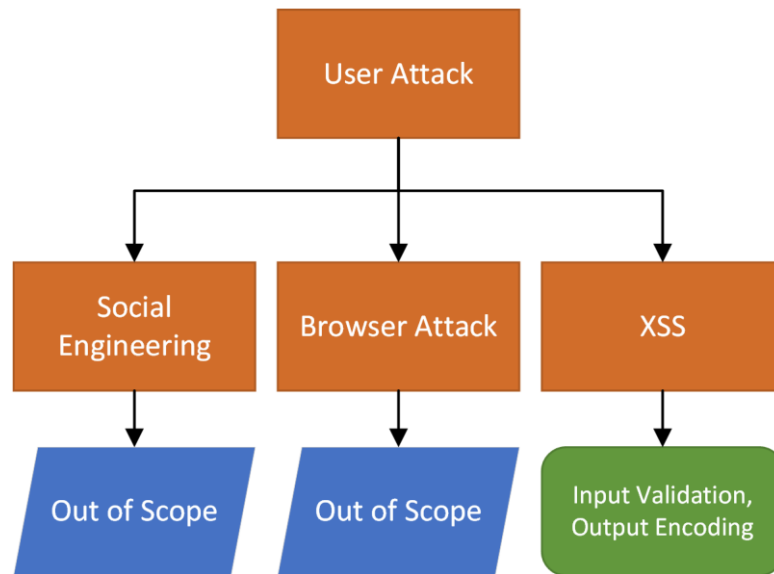 User Attack
Social
Engineering
Browser Attack
XSS
Out of Scope
Out of Scope
Input Validation,
Output Encoding